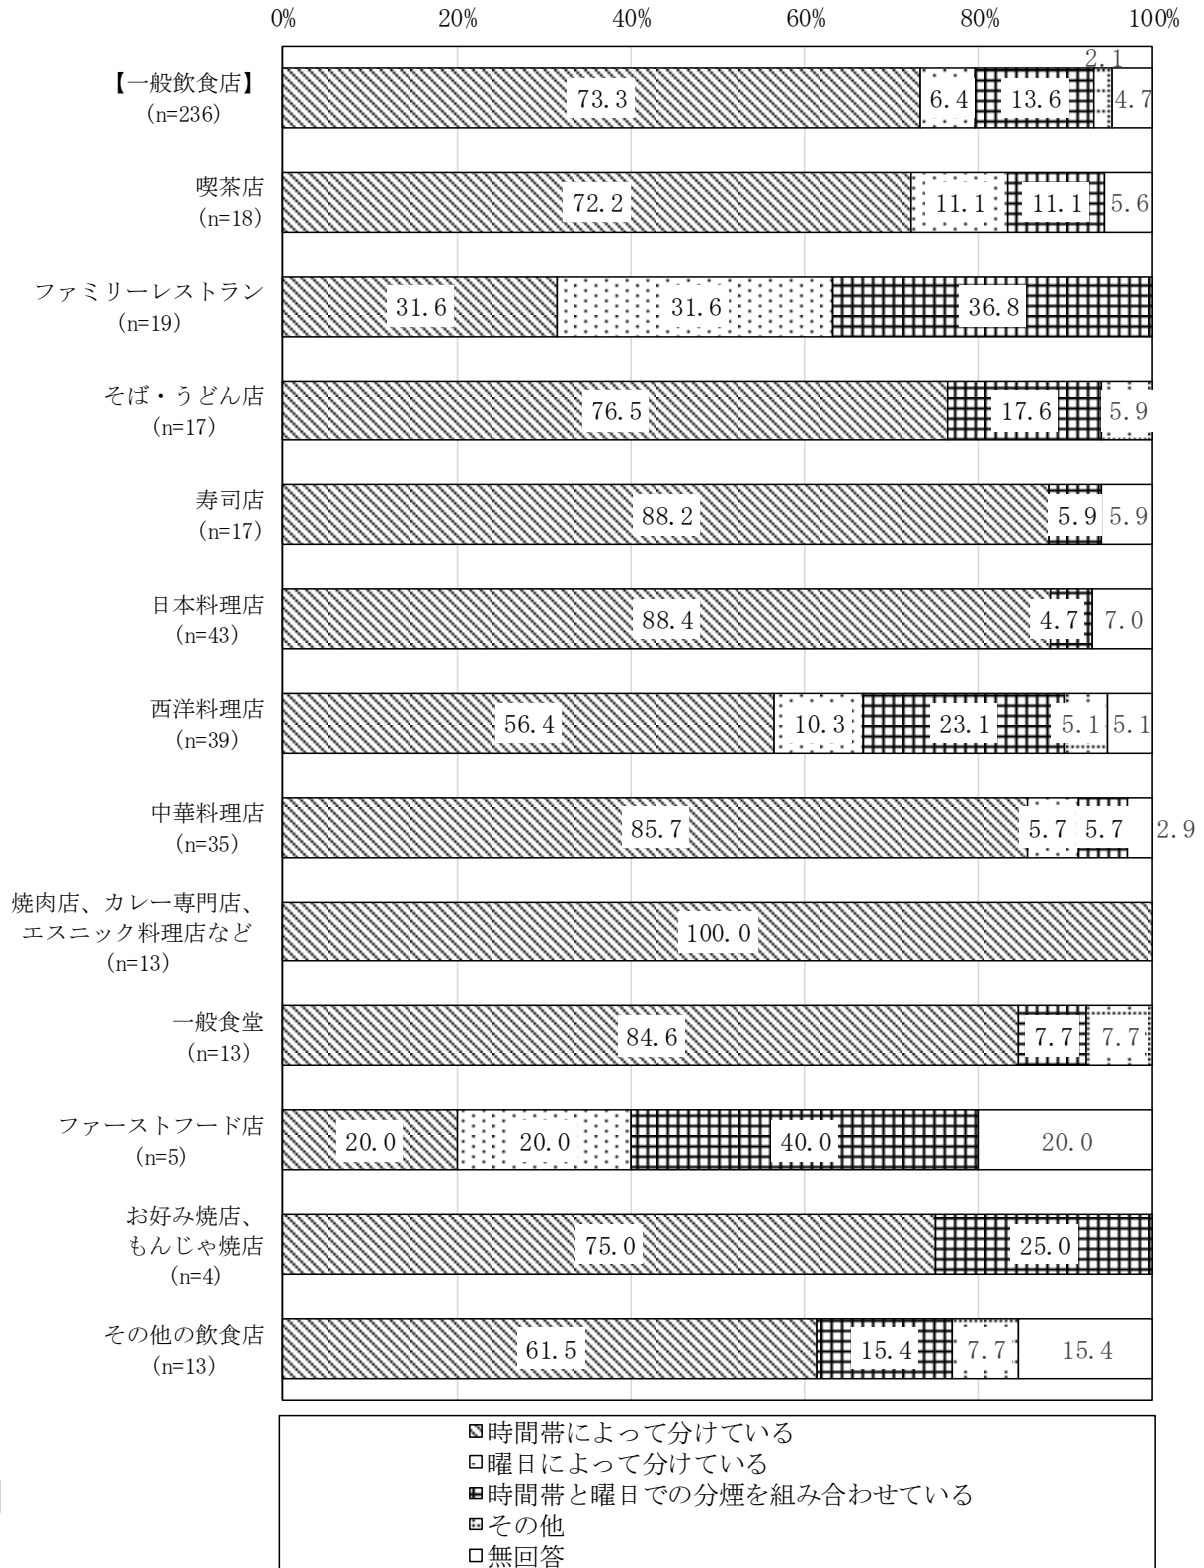 0% 20% 40% 60% 80% 100%
2.1
【一般飲食店】 73.3 6.4 13.6 4.7
(n=236)
喫茶店 72.2 11.1 11.1 5.6
(n=18)
ファミリーレストラン 31.6 31.6 36.8
(n=19)
そば・うどん店 76.5 17.6 5.9
(n=17)
寿司店 88.2 5.9 5.9
(n=17)
日本料理店 88.4 4.7 7.0
(n=43)
西洋料理店 56.4 10.3 23.1 5.1 5.1
(n=39)
中華料理店 85.7 5.7 5.7 2.9
(n=35)
焼肉店、カレー専門店、
エスニック料理店など 100.0
(n=13)
一般食堂 84.6 7.7 7.7
(n=13)
ファーストフード店 20.0 20.0 40.0 20.0
(n=5)
お好み焼店、
もんじゃ焼店 75.0 25.0
(n=4)
その他の飲食店 61.5 15.4 7.7 15.4
(n=13)
時間帯によって分けている
曜日によって分けている
時間帯と曜日での分煙を組み合わせている
その他
無回答